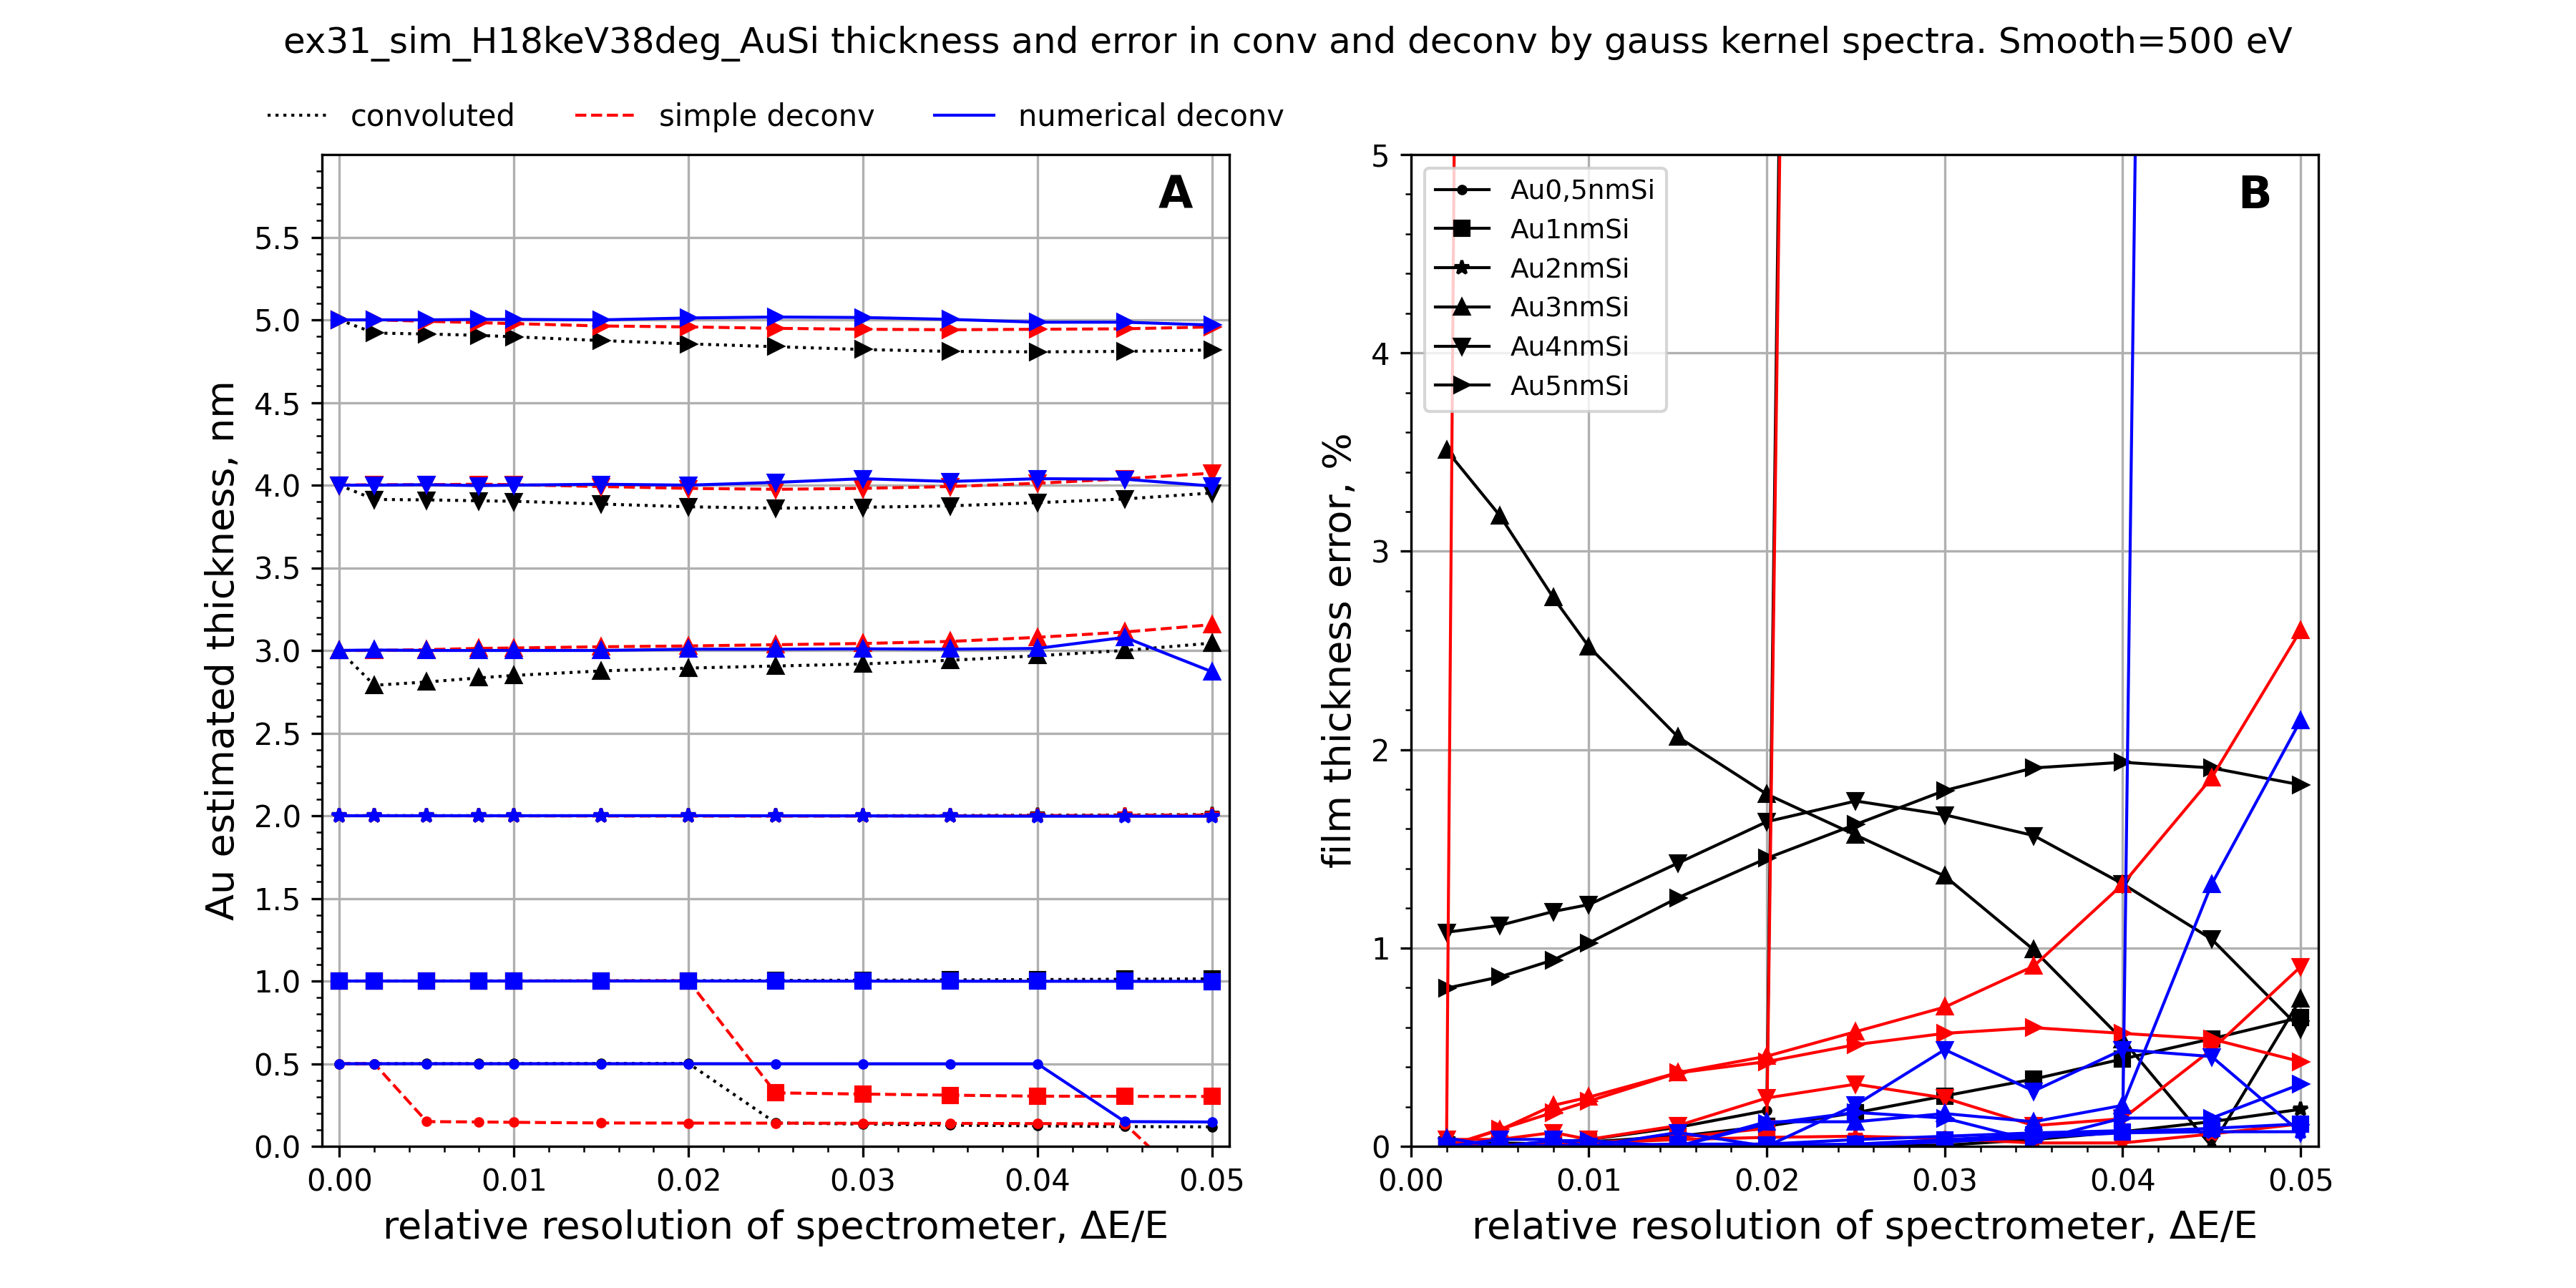 ex31_sim_H18keV38deg_AuSi thickness and error in conv and deconv by gauss kernel spectra. Smooth=500 eV
convoluted simple deconv numerical deconv
A
Au estimated thickness, nm
5.5
5.0
4.5
4.0
3.5
3.0
2.5
2.0
1.5
1.0
0.5
0.0
0.00 0.01 0.02 0.03 0.04 0.05
relative resolution of spectrometer, ΔE/E
B
Au0,5nmSi
Au1nmSi
Au2nmSi
Au3nmSi
Au4nmSi
Au5nmSi
film thickness error, %
5
4
3
2
1
0
0.00 0.01 0.02 0.03 0.04 0.05
relative resolution of spectrometer, ΔE/E